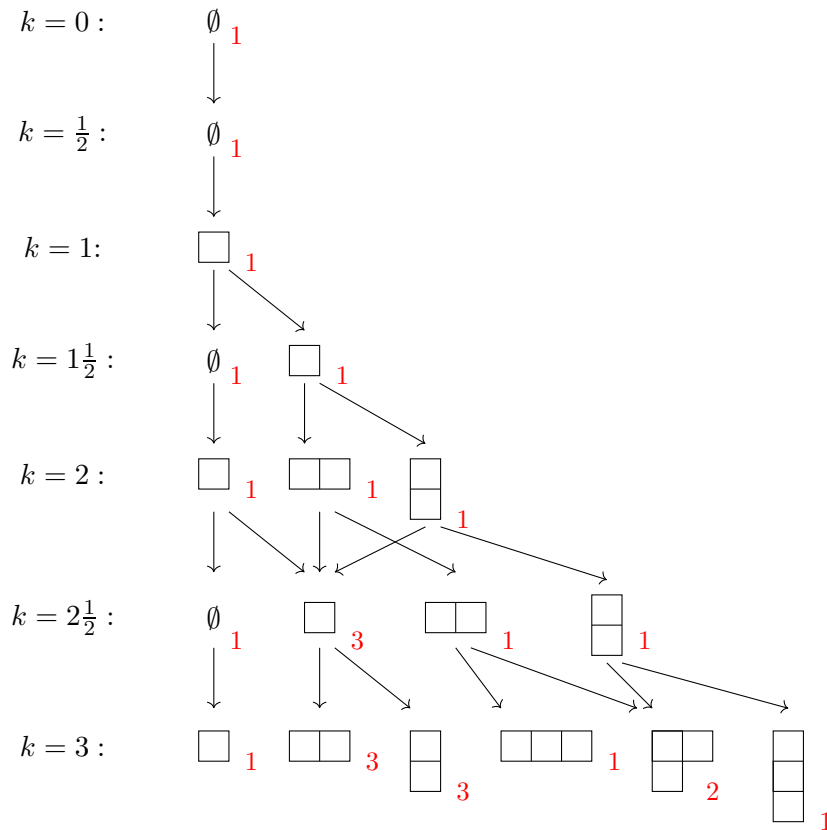 k = 0 : ∅ 1
k = 1/2 : ∅ 1
k = 1: 1
k = 1 1/2 : ∅ 1 1
k = 2 : 1 1 1
k = 2 1/2 : ∅ 1 3 1 1
k = 3 : 1 3 3 1 2 1